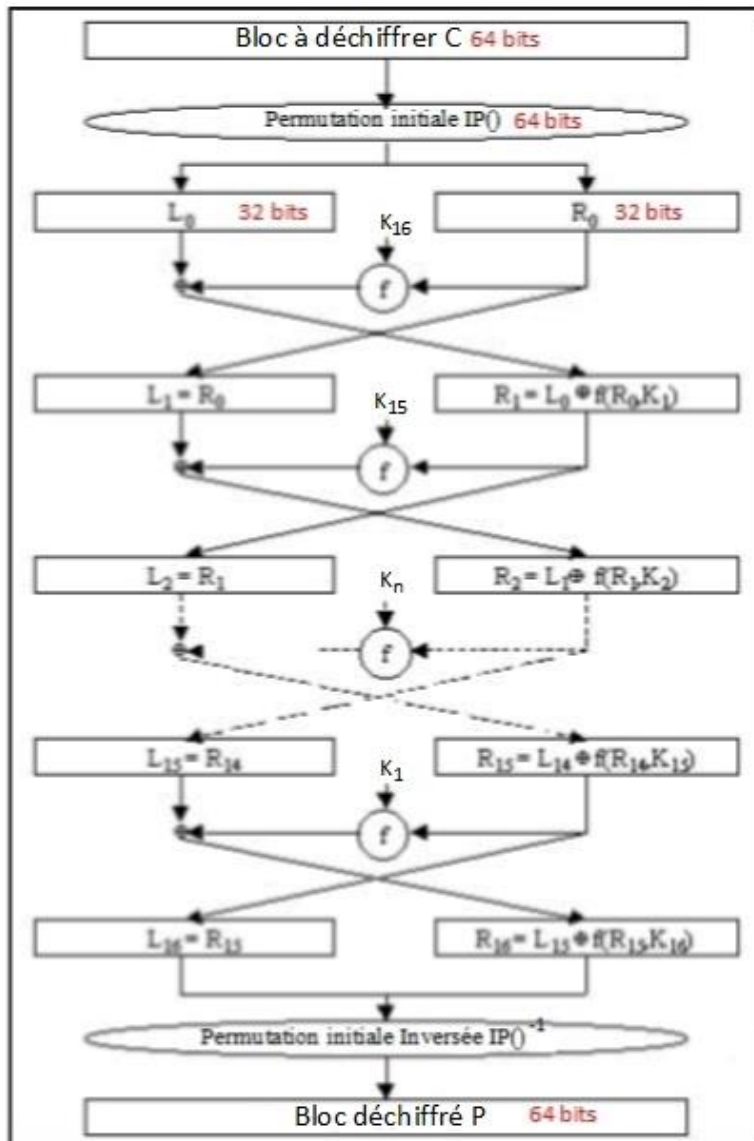 Bloc à déchiffrer C 64 bits
Permutation initiale IP() 64 bits
L₀ 32 bits
R₀ 32 bits
K₁₆
f
L₁ = R₀
R₁ = L₀ ⊕ f(R₀,K₁)
K₁₅
f
L₂ = R₁
R₂ = L₁ ⊕ f(R₁,K₂)
Kₙ
f
L₁₅ = R₁₄
R₁₅ = L₁₄ ⊕ f(R₁₄,K₁₅)
K₁
f
L₁₆ = R₁₅
R₁₆ = L₁₅ ⊕ f(R₁₅,K₁₆)
Permutation initiale Inversée IP()⁻¹
Bloc déchiffré P 64 bits